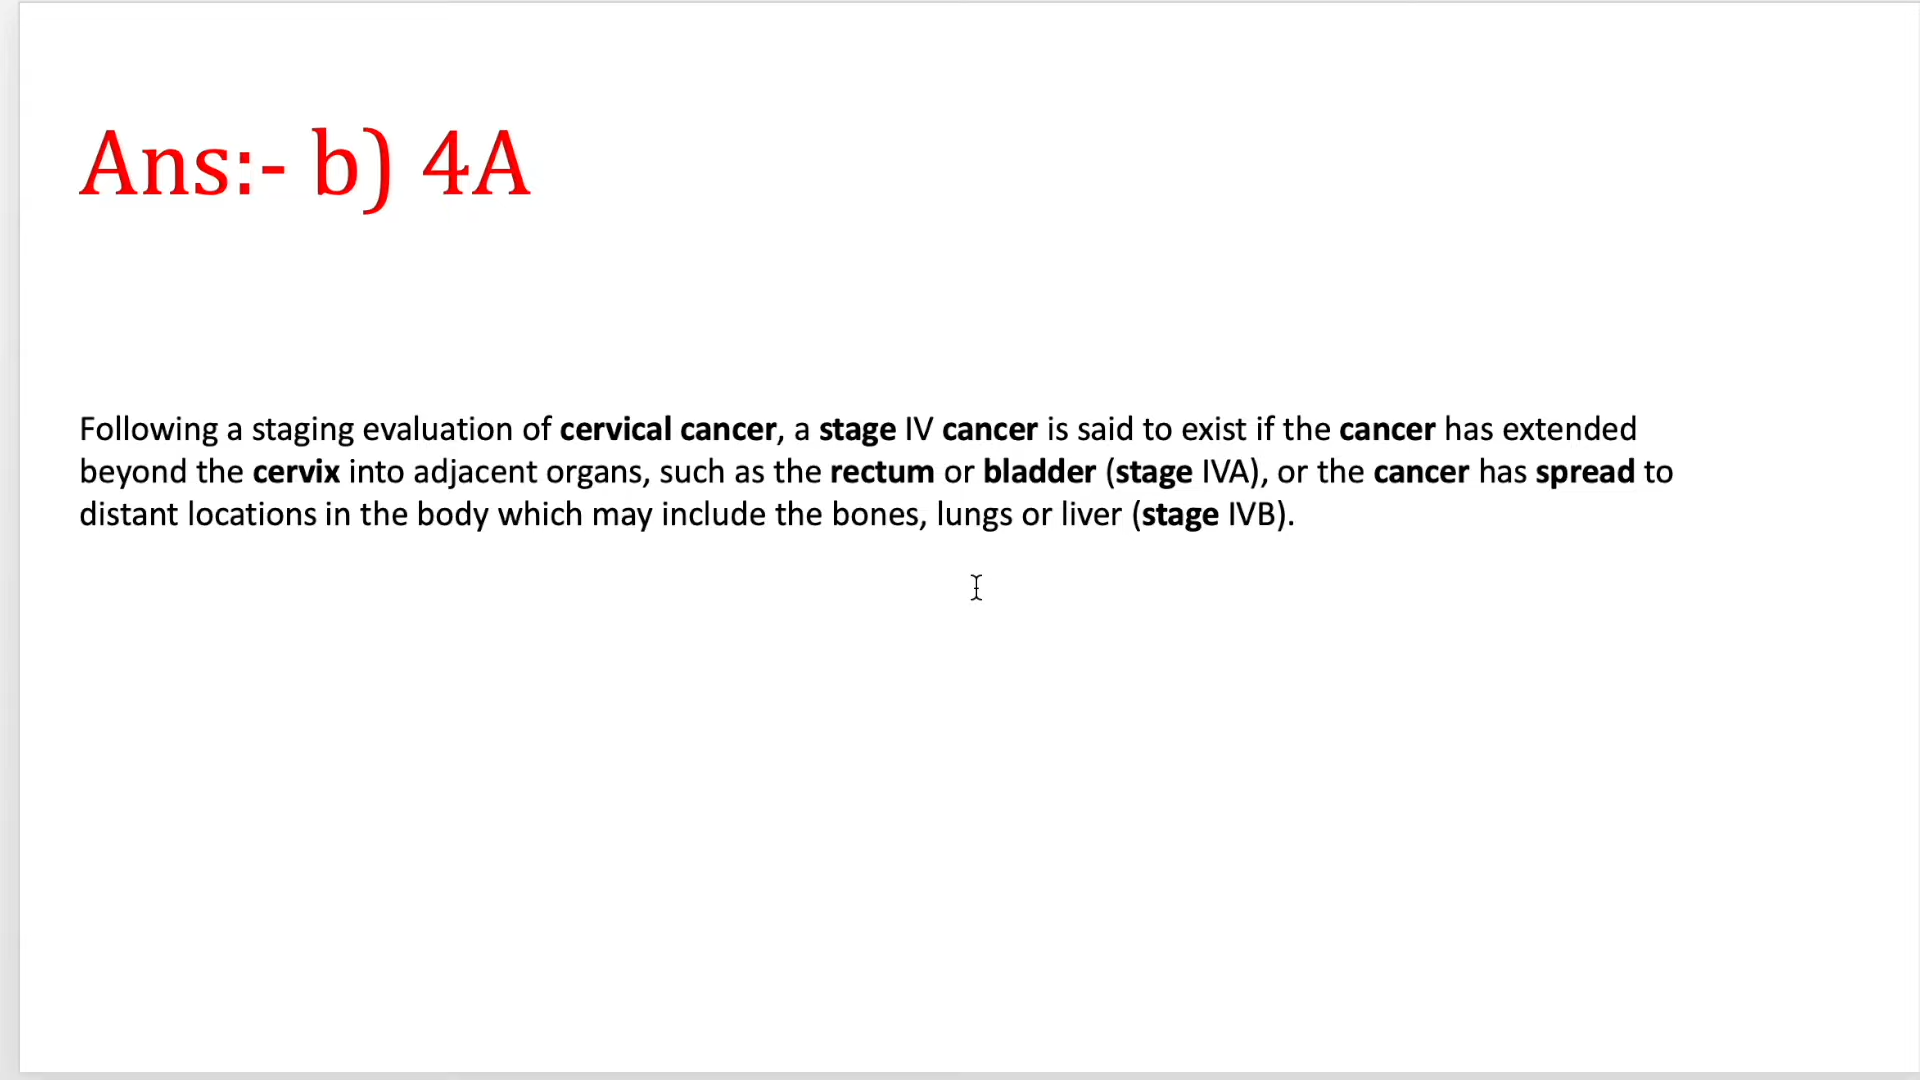 Ans:- b) 4A
Following a staging evaluation of cervical cancer, a stage IV cancer is said to exist if the cancer has extended
beyond the cervix into adjacent organs, such as the rectum or bladder (stage IVA), or the cancer has spread to
distant locations in the body which may include the bones, lungs or liver (stage IVB).